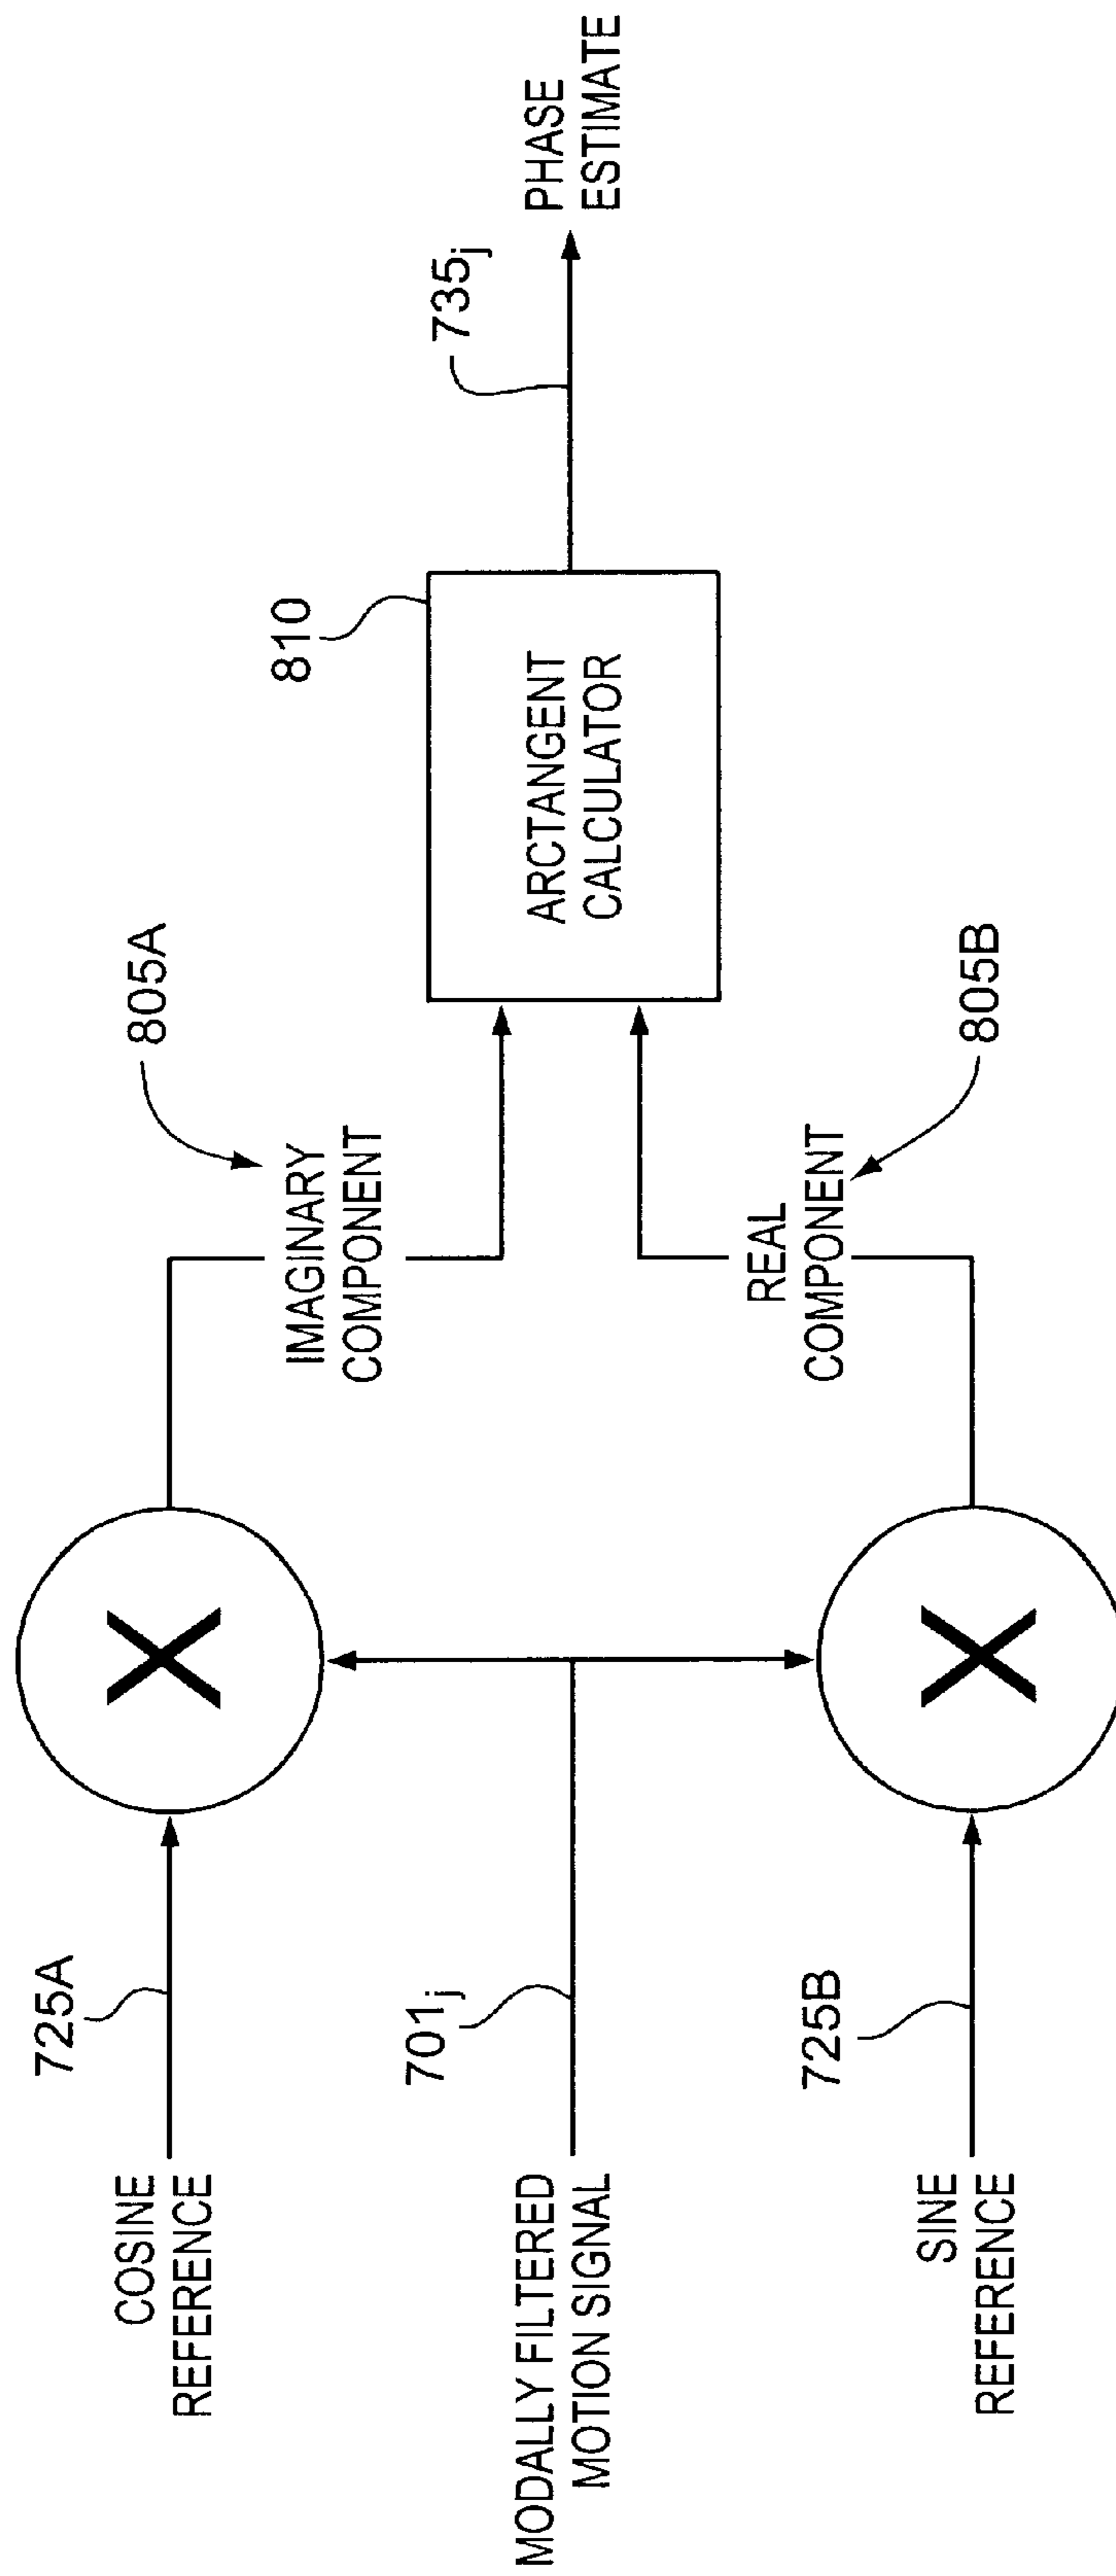 COSINE
REFERENCE
725A
MODALLY FILTERED
MOTION SIGNAL
701j
SINE
REFERENCE
725B
X
X
IMAGINARY
COMPONENT
805A
REAL
COMPONENT
805B
ARCTANGENT
CALCULATOR
810
735j
PHASE
ESTIMATE